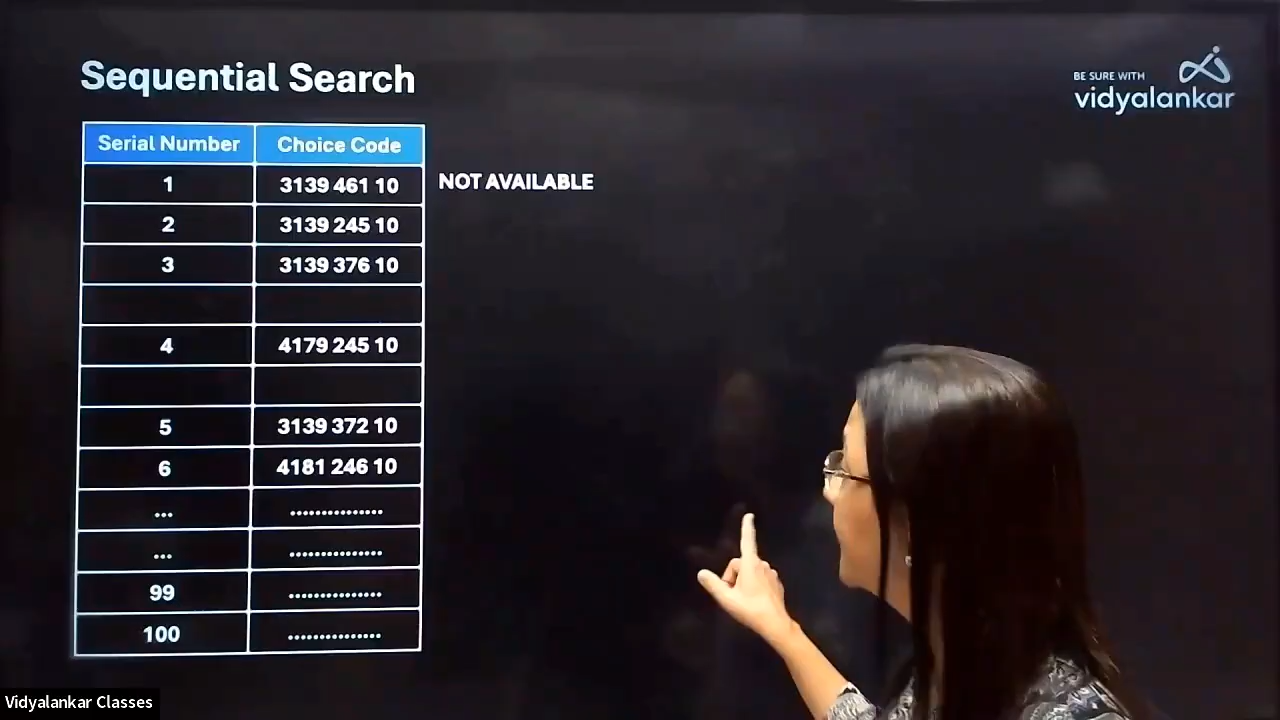 Sequential Search
BE SURE WITH
vidyalankar
Serial Number Choice Code
1 3139 461 10 NOT AVAILABLE
2 3139 245 10
3 3139 376 10
4 4179 245 10
5 3139 372 10
6 4181 246 10
... ...............
... ...............
99 ...............
100 ...............
Vidyalankar Classes